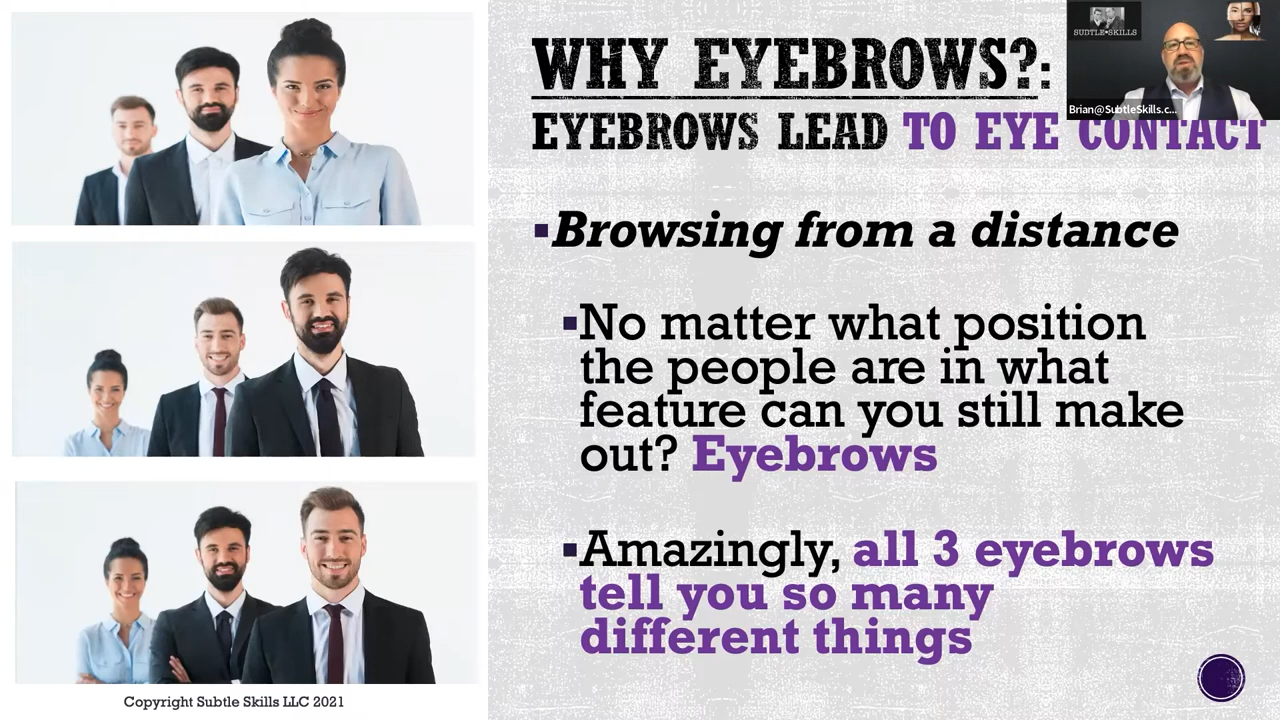 WHY EYEBROWS?:
SUBTLE•SKILLS
Brian@SubtleSkills.c...
EYEBROWS LEAD TO EYE CONTACT
▪Browsing from a distance
▪No matter what position
the people are in what
feature can you still make
out? Eyebrows
▪Amazingly, all 3 eyebrows
tell you so many
different things
Copyright Subtle Skills LLC 2021